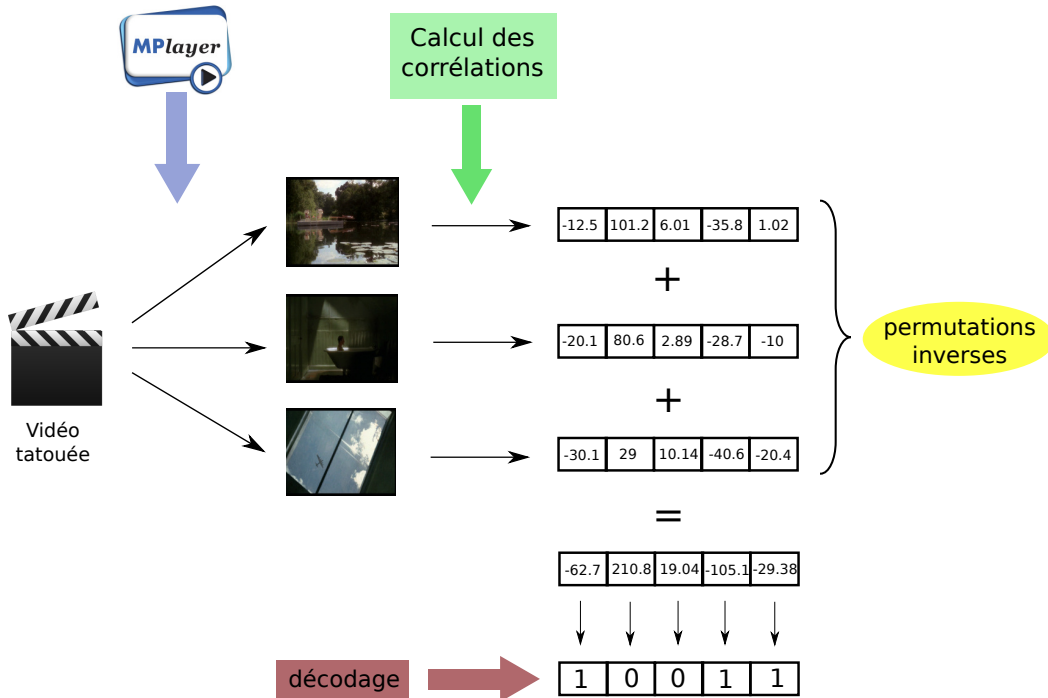 MPlayer
Calcul des
corrélations
-12.5 101.2 6.01 -35.8 1.02
+
-20.1 80.6 2.89 -28.7 -10
permutations
inverses
+
Vidéo
tatouée
-30.1 29 10.14 -40.6 -20.4
=
-62.7 210.8 19.04 -105.1 -29.38
décodage
1 0 0 1 1